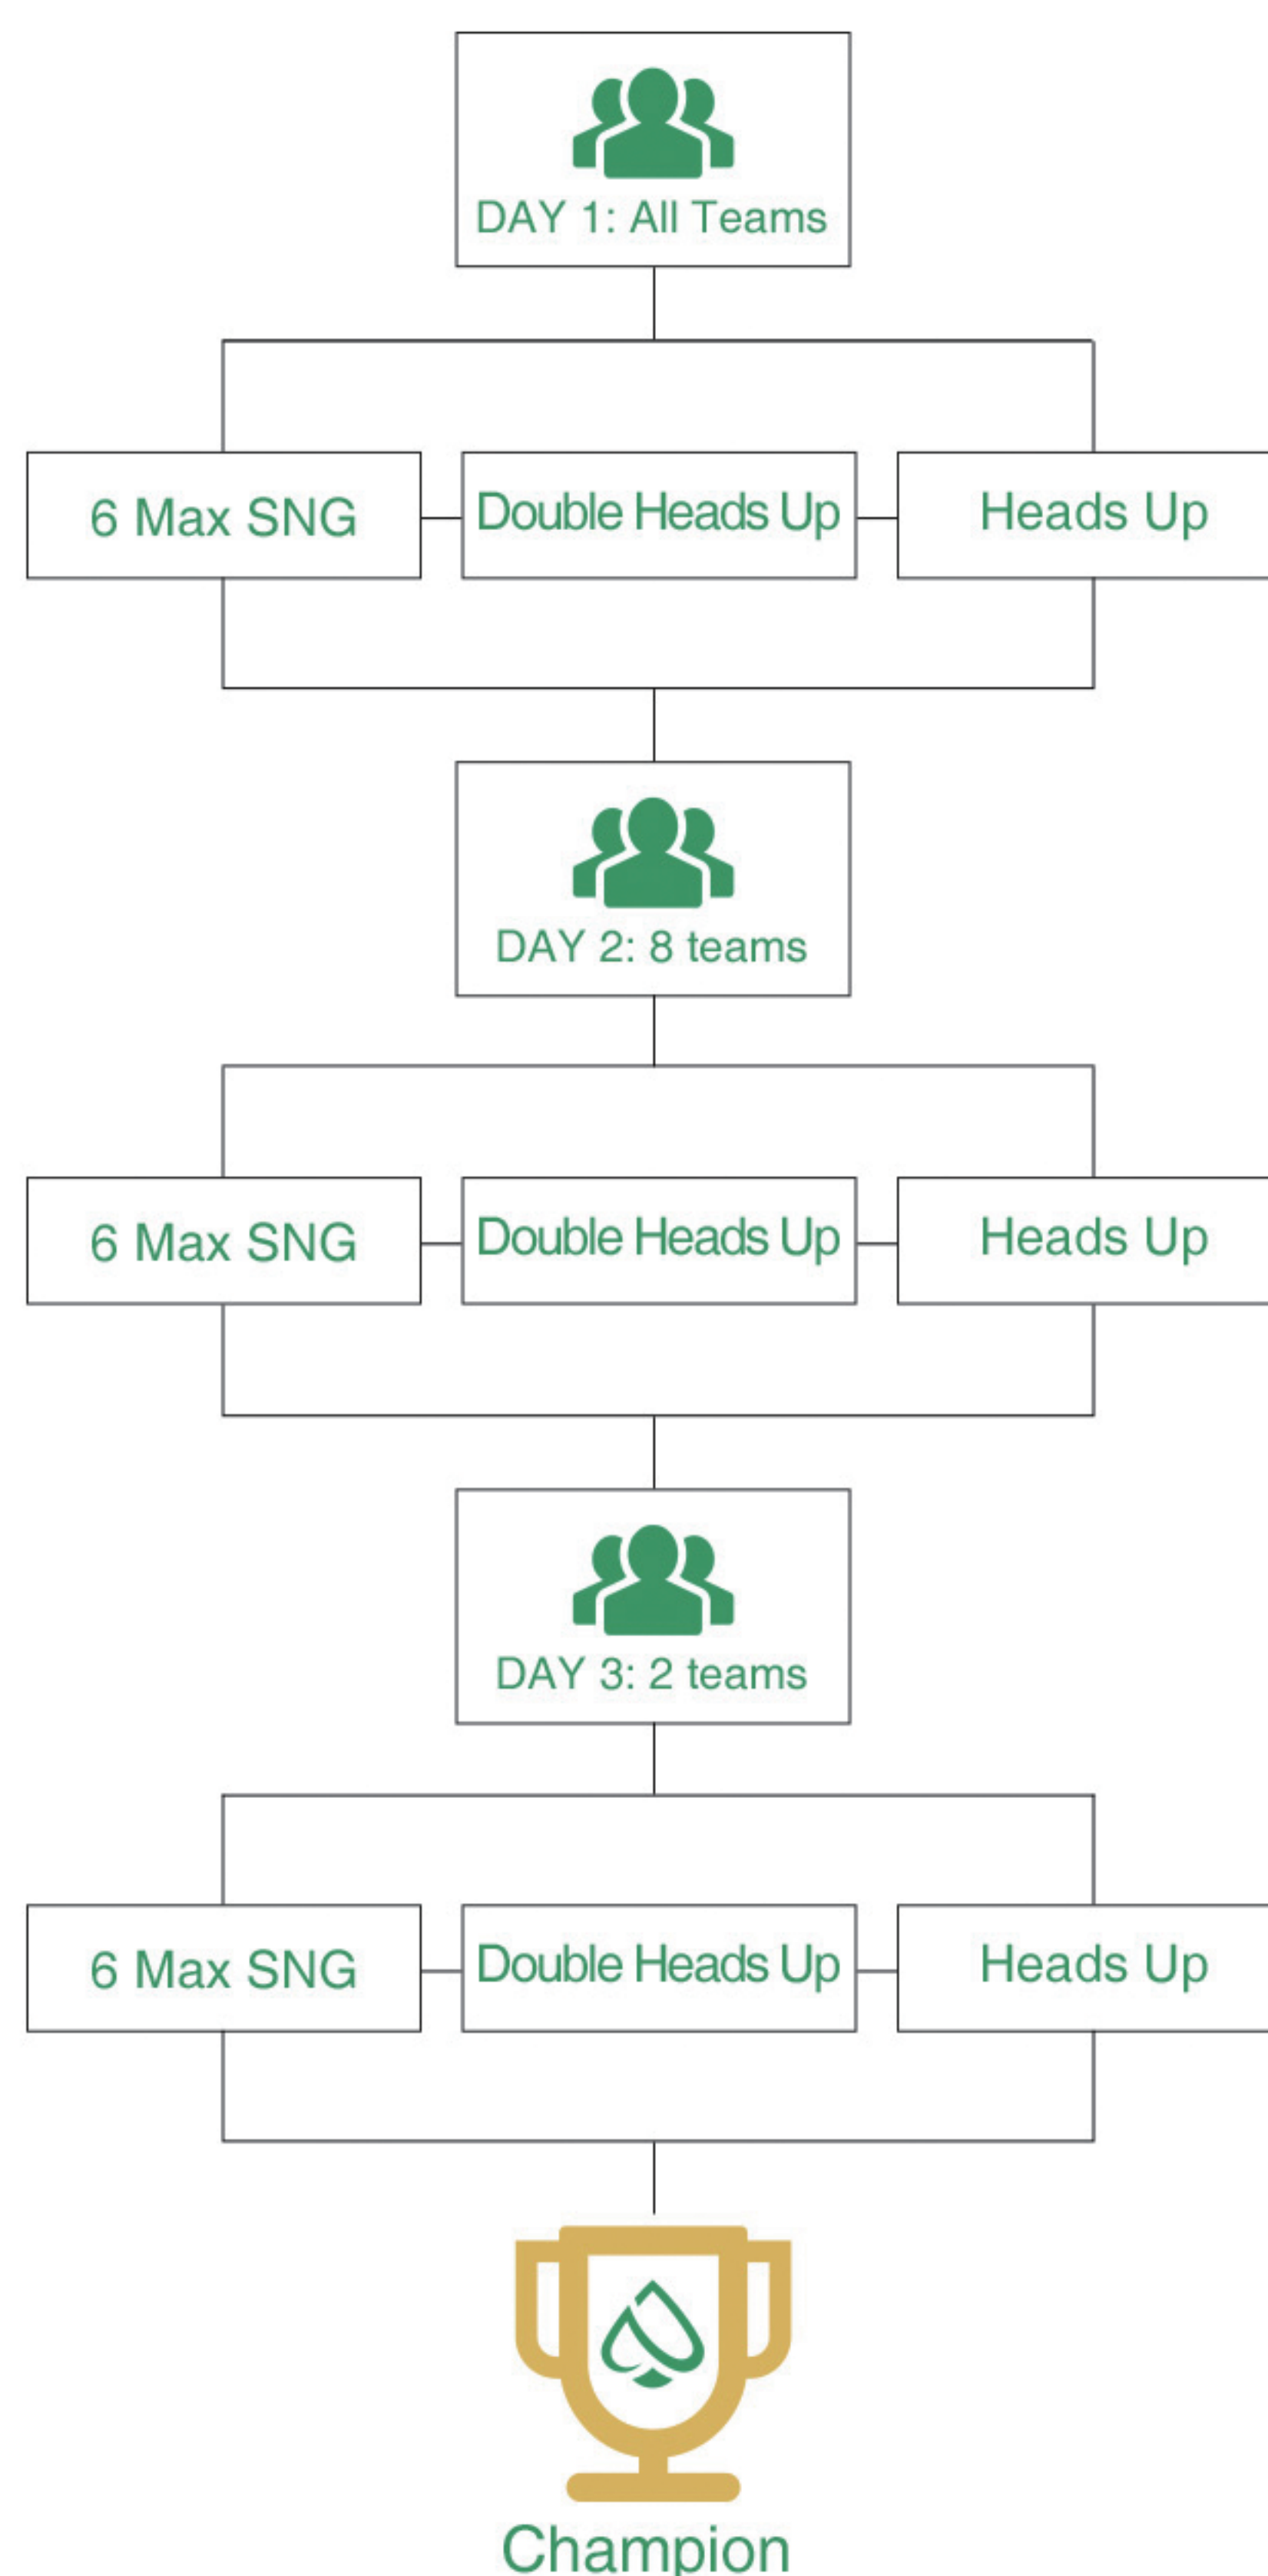 DAY 1: All Teams
6 Max SNG
Double Heads Up
Heads Up
DAY 2: 8 teams
6 Max SNG
Double Heads Up
Heads Up
DAY 3: 2 teams
6 Max SNG
Double Heads Up
Heads Up
Champion